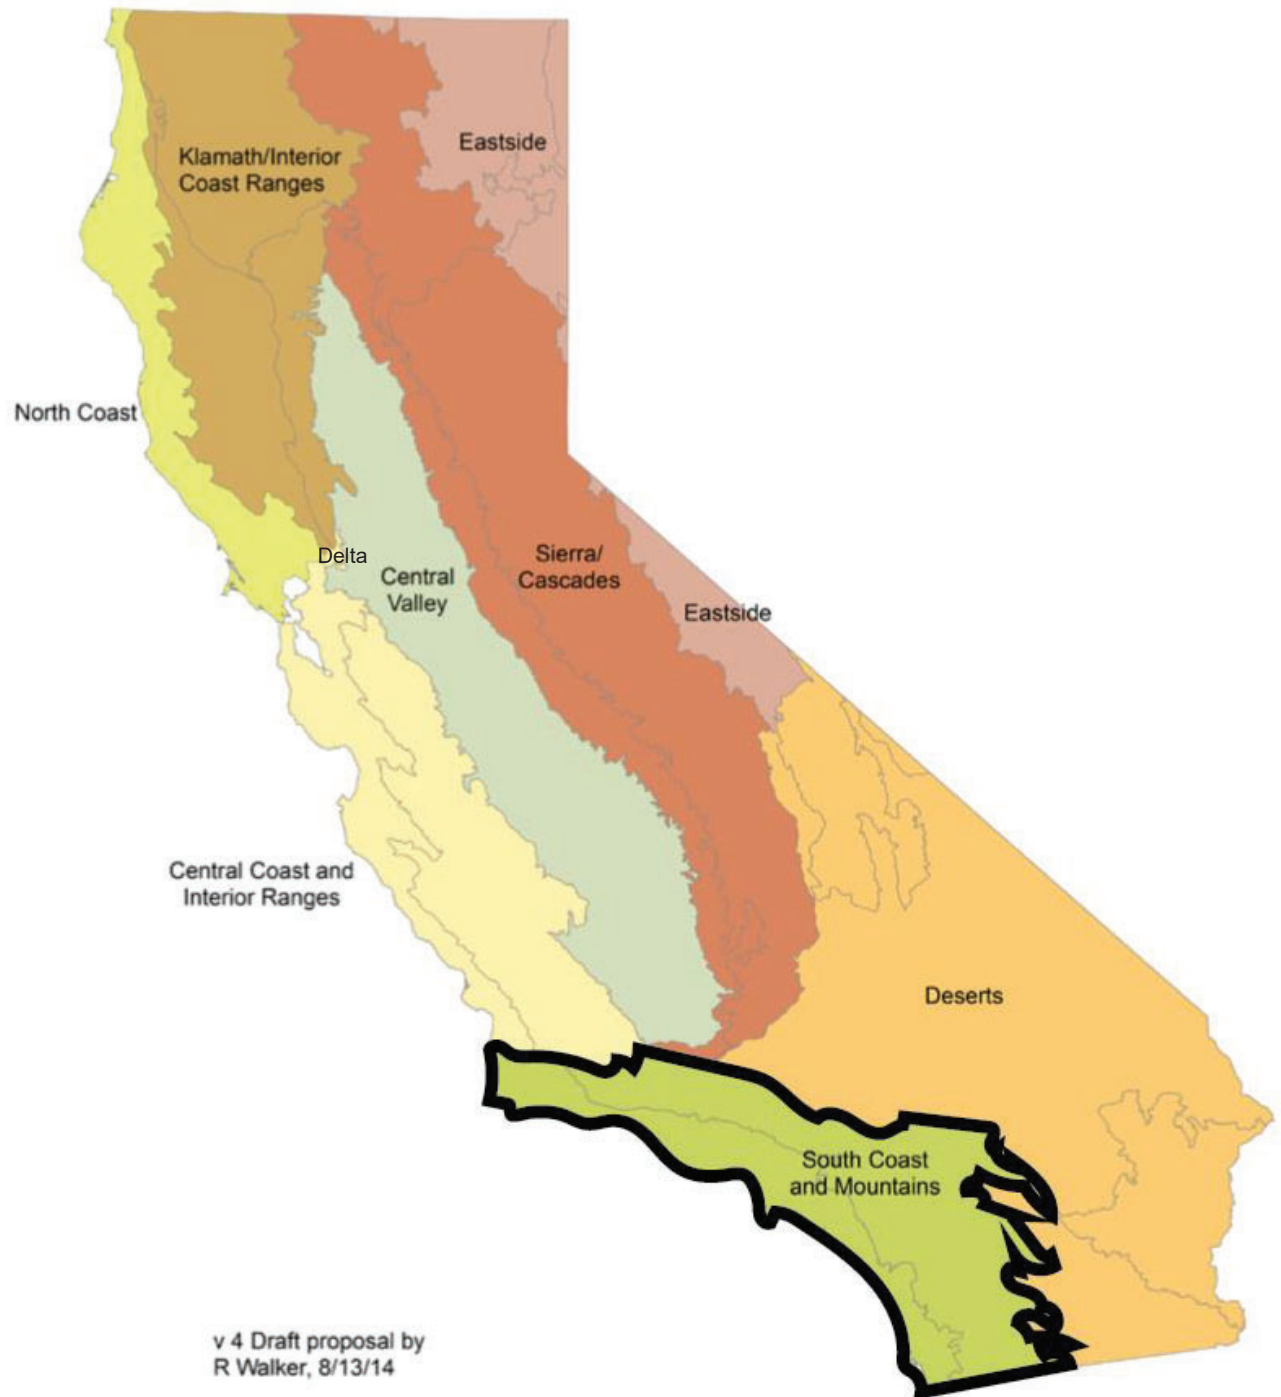 Eastside
Klamath/Interior
Coast Ranges
North Coast
Delta
Central
Valley
Sierra/
Cascades
Eastside
Central Coast and
Interior Ranges
Deserts
South Coast
and Mountains
v 4 Draft proposal by
R Walker, 8/13/14